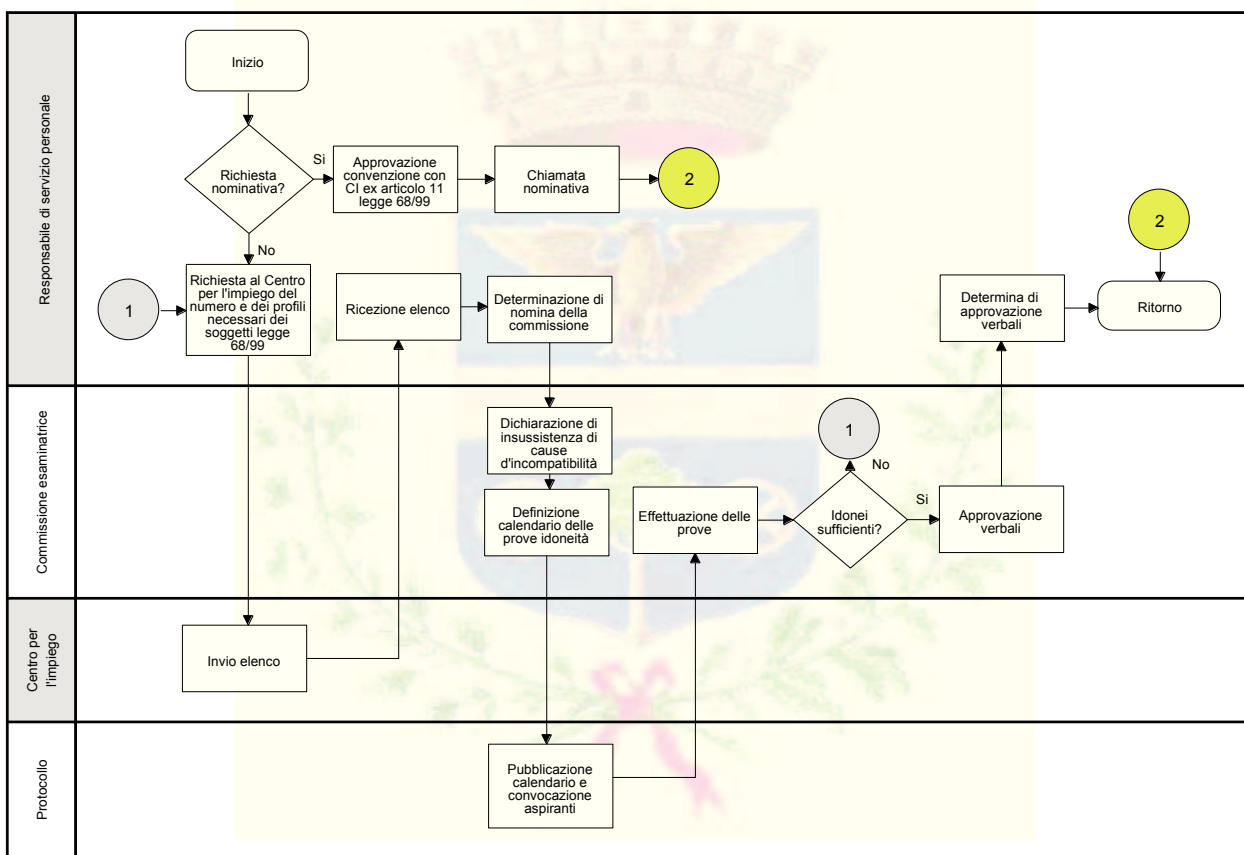 Responsabile di servizio personale
Inizio
Richiesta
nominativa?
Si
No
Approvazione
convenzione con
CI ex articolo 11
legge 68/99
Chiamata
nominativa
2
1
Richiesta al Centro
per l'impiego del
numero e dei profili
necessari dei
soggetti legge
68/99
Ricezione elenco
Determinazione di
nomina della
commissione
Determina di
approvazione
verbali
2
Ritorno
Commissione esaminatrice
Dichiarazione di
insussistenza di
cause
d'incompatibilità
Definizione
calendario delle
prove idoneità
Effettuazione delle
prove
1
No
Idonei
sufficienti?
Si
Approvazione
verbali
Centro per
l'impiego
Invio elenco
Protocollo
Pubblicazione
calendario e
convocazione
aspiranti